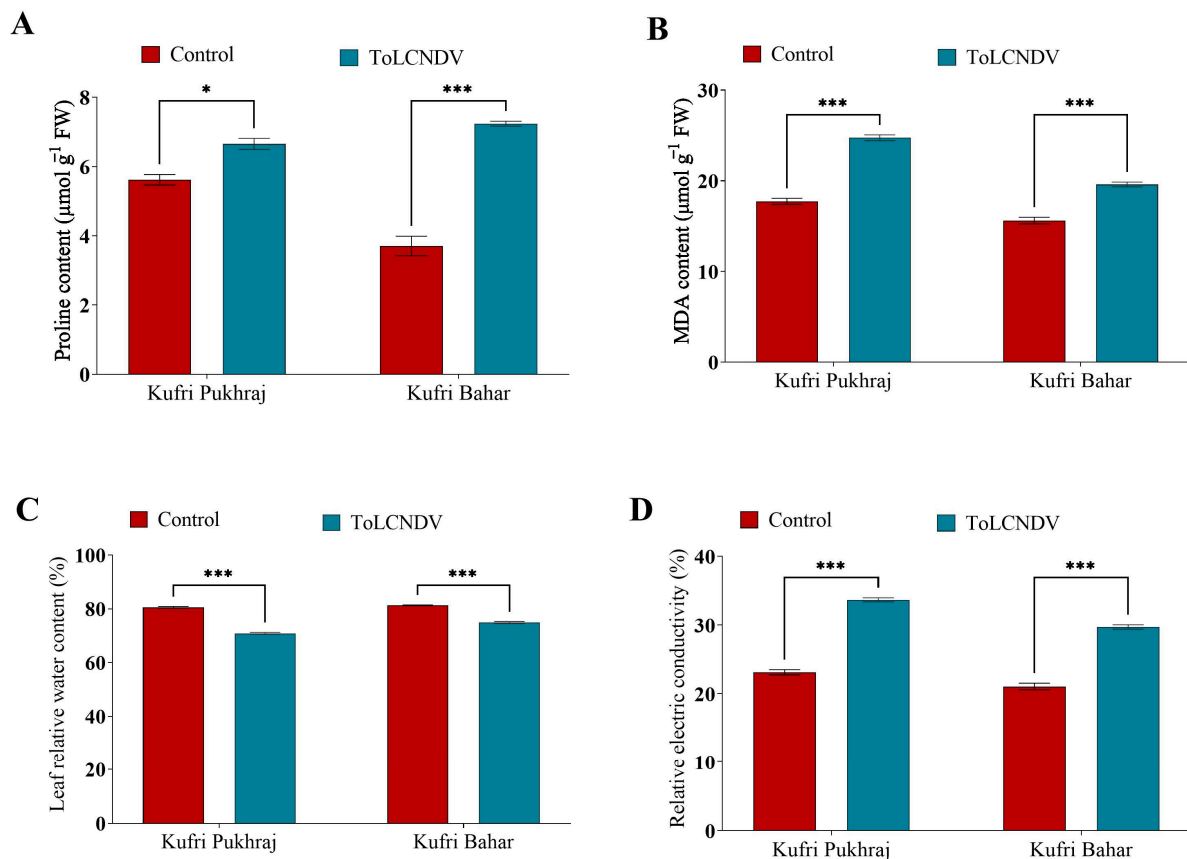 A
Control
ToLCNDV
Proline content (µmol g⁻¹ FW)
8
6
4
2
0
*
***
Kufri Pukhraj
Kufri Bahar
B
Control
ToLCNDV
MDA content (µmol g⁻¹ FW)
30
20
10
0
***
***
Kufri Pukhraj
Kufri Bahar
C
Control
ToLCNDV
Leaf relative water content (%)
100
80
60
40
20
0
***
***
Kufri Pukhraj
Kufri Bahar
D
Control
ToLCNDV
Relative electric conductivity (%)
40
30
20
10
0
***
***
Kufri Pukhraj
Kufri Bahar